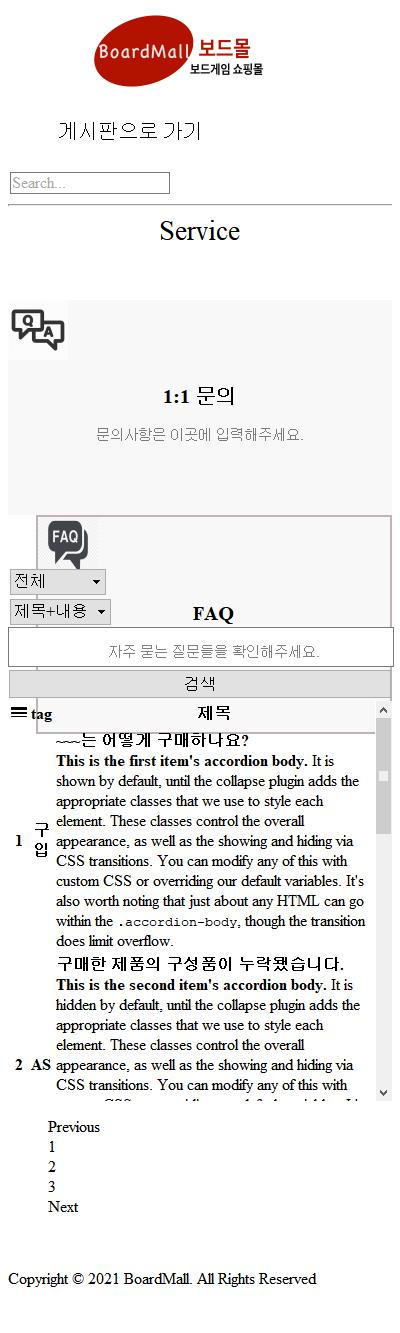 BoardMall 보드몰
보드게임 쇼핑몰
게시판으로 가기
Search...
Service
Q A
1:1 문의
문의사항은 이곳에 입력해주세요.
FAQ
전체
제목+내용
FAQ
자주 묻는 질문들을 확인해주세요.
검색
tag 제목
~~~는 어떻게 구매하나요?
This is the first item's accordion body. It is
shown by default, until the collapse plugin adds the
appropriate classes that we use to style each
element. These classes control the overall
1 구입 appearance, as well as the showing and hiding via
CSS transitions. You can modify any of this with
custom CSS or overriding our default variables. It's
also worth noting that just about any HTML can go
within the .accordion-body, though the transition
does limit overflow.
구매한 제품의 구성품이 누락됐습니다.
This is the second item's accordion body. It is
hidden by default, until the collapse plugin adds the
appropriate classes that we use to style each
element. These classes control the overall
2 AS appearance, as well as the showing and hiding via
CSS transitions. You can modify any of this with
Previous
1
2
3
Next
Copyright © 2021 BoardMall. All Rights Reserved